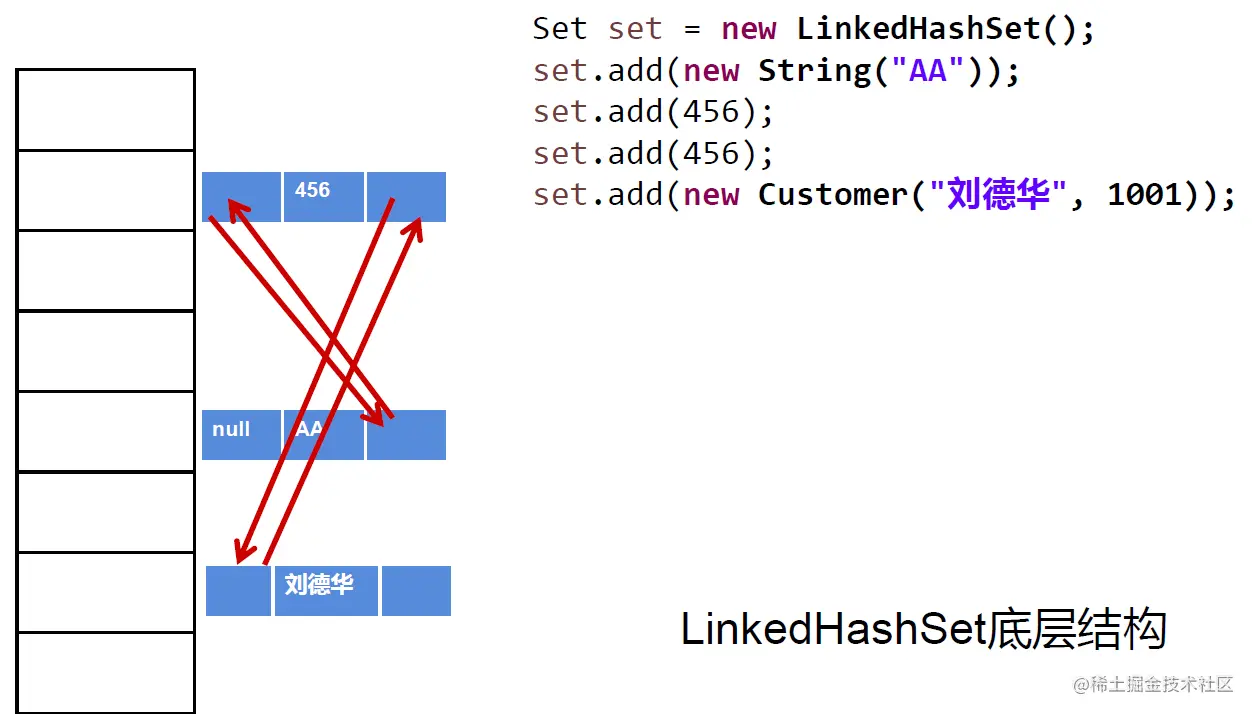 Set set = new LinkedHashSet();
set.add(new String("AA"));
set.add(456);
set.add(456);
set.add(new Customer("刘德华", 1001));
456
null AA
刘德华
LinkedHashSet底层结构
@稀土掘金技术社区